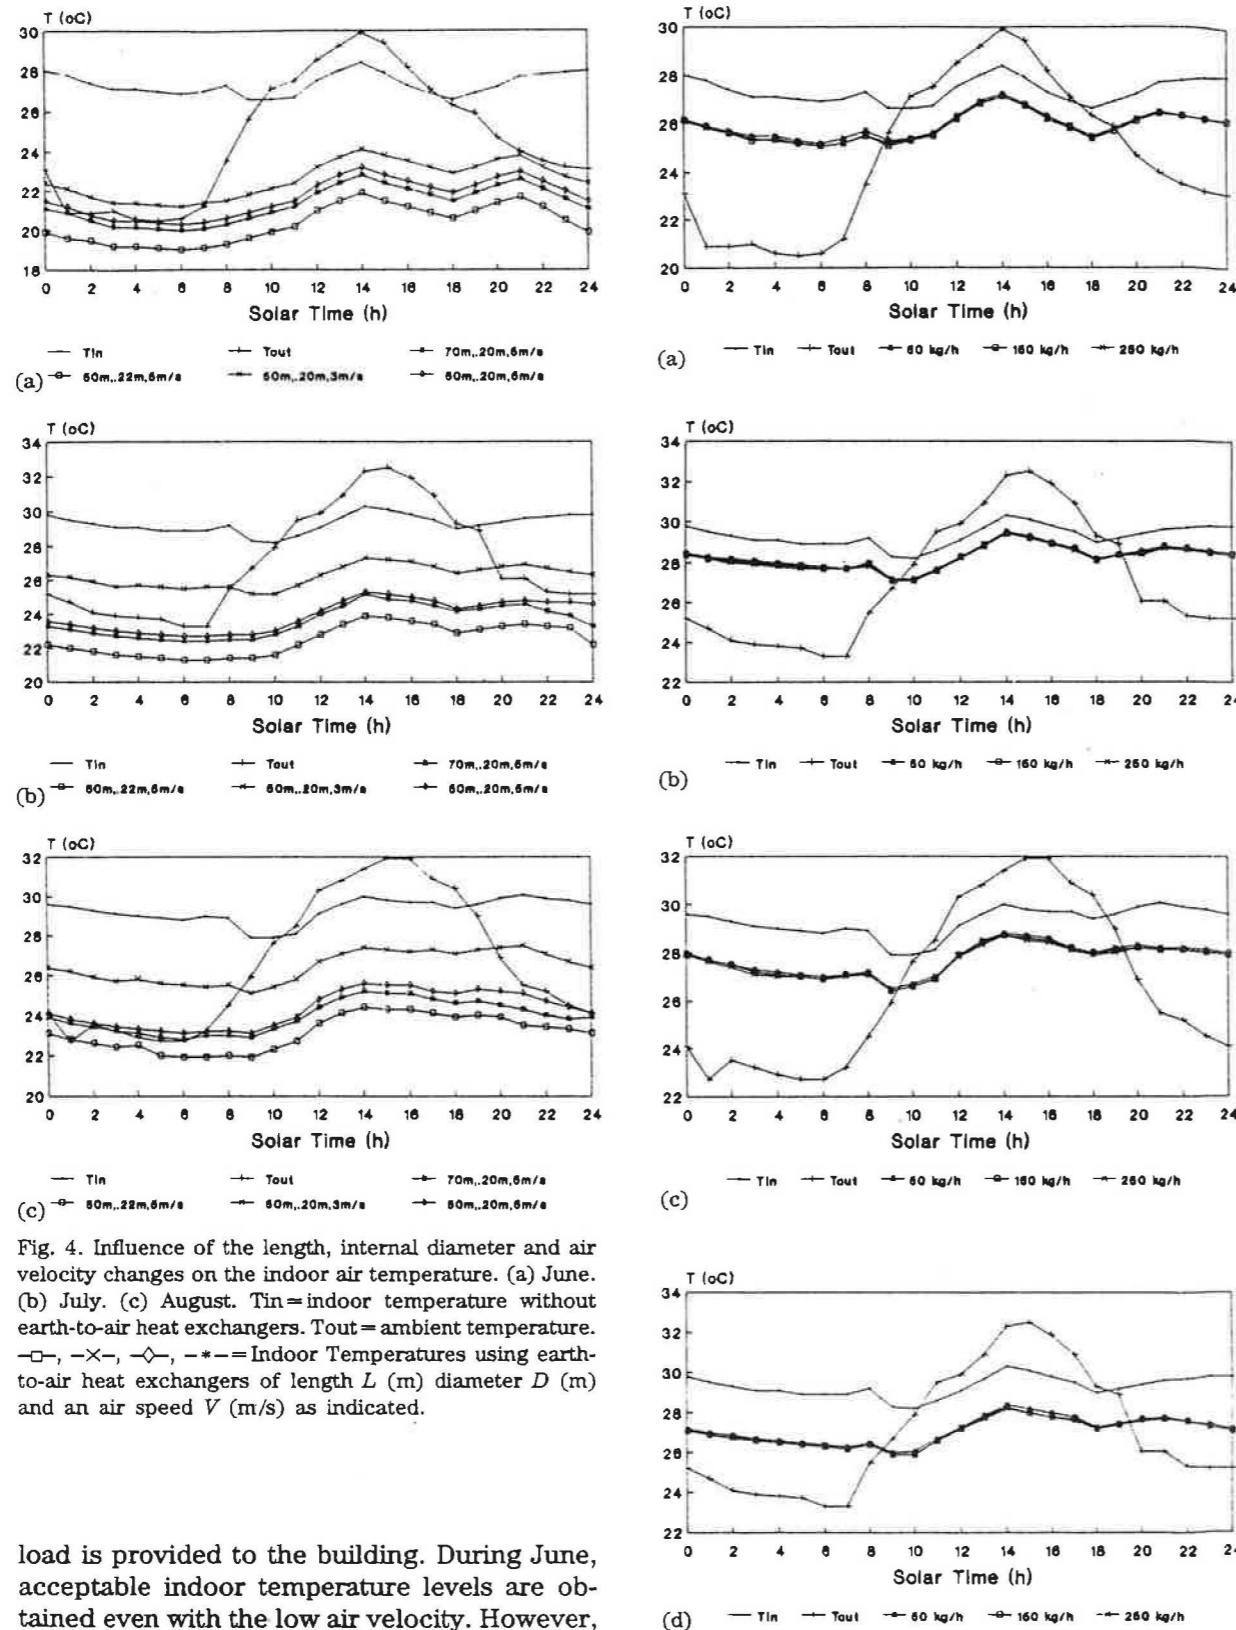 T (oC)
30
28
26
24
22
20
18
0 2 4 6 8 10 12 14 16 18 20 22 24
Solar Time (h)
Tin Tout 70m,.20m,5m/s
(a) 50m,.22m,5m/s 50m,.20m,3m/s 50m,.20m,5m/s
T (oC)
34
32
30
28
26
24
22
20
0 2 4 6 8 10 12 14 16 18 20 22 24
Solar Time (h)
Tin Tout 70m,.20m,5m/s
(b) 50m,.22m,5m/s 50m,.20m,3m/s 50m,.20m,5m/s
T (oC)
32
30
28
26
24
22
20
0 2 4 6 8 10 12 14 16 18 20 22 24
Solar Time (h)
Tin Tout 70m,.20m,5m/s
(c) 50m,.22m,5m/s 50m,.20m,3m/s 50m,.20m,5m/s
Fig. 4. Influence of the length, internal diameter and air
velocity changes on the indoor air temperature. (a) June.
(b) July. (c) August. Tin=indoor temperature without
earth-to-air heat exchangers. Tout=ambient temperature.
–□–, –×–, –◇–, –*–=Indoor Temperatures using earth-
to-air heat exchangers of length L (m) diameter D (m)
and an air speed V (m/s) as indicated.
load is provided to the building. During June,
acceptable indoor temperature levels are ob-
tained even with the low air velocity. However,
T (oC)
30
28
26
24
22
20
0 2 4 6 8 10 12 14 16 18 20 22 24
Solar Time (h)
(a) Tin Tout 50 kg/h 150 kg/h 250 kg/h
T (oC)
34
32
30
28
26
24
22
0 2 4 6 8 10 12 14 16 18 20 22 24
Solar Time (h)
(b) Tin Tout 50 kg/h 150 kg/h 250 kg/h
T (oC)
32
30
28
26
24
22
0 2 4 6 8 10 12 14 16 18 20 22 24
Solar Time (h)
(c) Tin Tout 50 kg/h 150 kg/h 250 kg/h
T (oC)
34
32
30
28
26
24
22
0 2 4 6 8 10 12 14 16 18 20 22 24
Solar Time (h)
(d) Tin Tout 50 kg/h 150 kg/h 250 kg/h